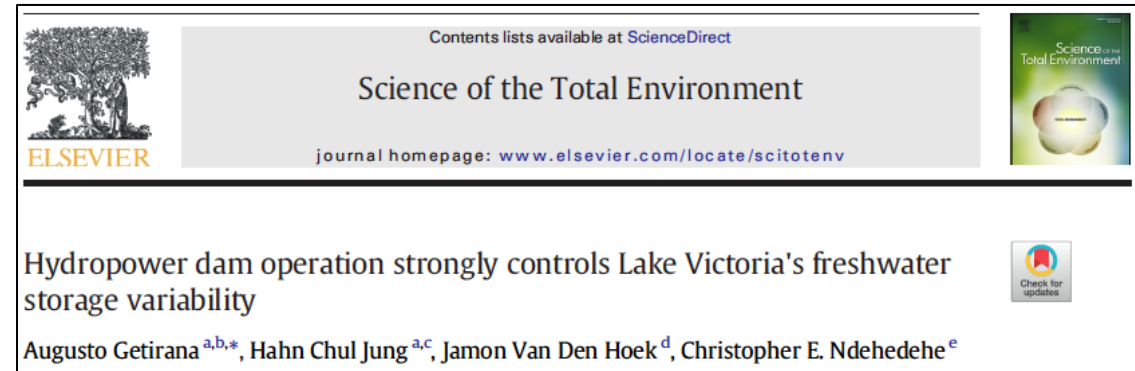 Contents lists available at ScienceDirect
Science of the Total Environment
journal homepage: www.elsevier.com/locate/scitotenv
ELSEVIER
Science OF THE
Total Environment
TOTAL ENVIRONMENT
Hydropower dam operation strongly controls Lake Victoria's freshwater
storage variability
Check for
updates
Augusto Getirana a,b,*, Hahn Chul Jung a,c, Jamon Van Den Hoek d, Christopher E. Ndehedehe e